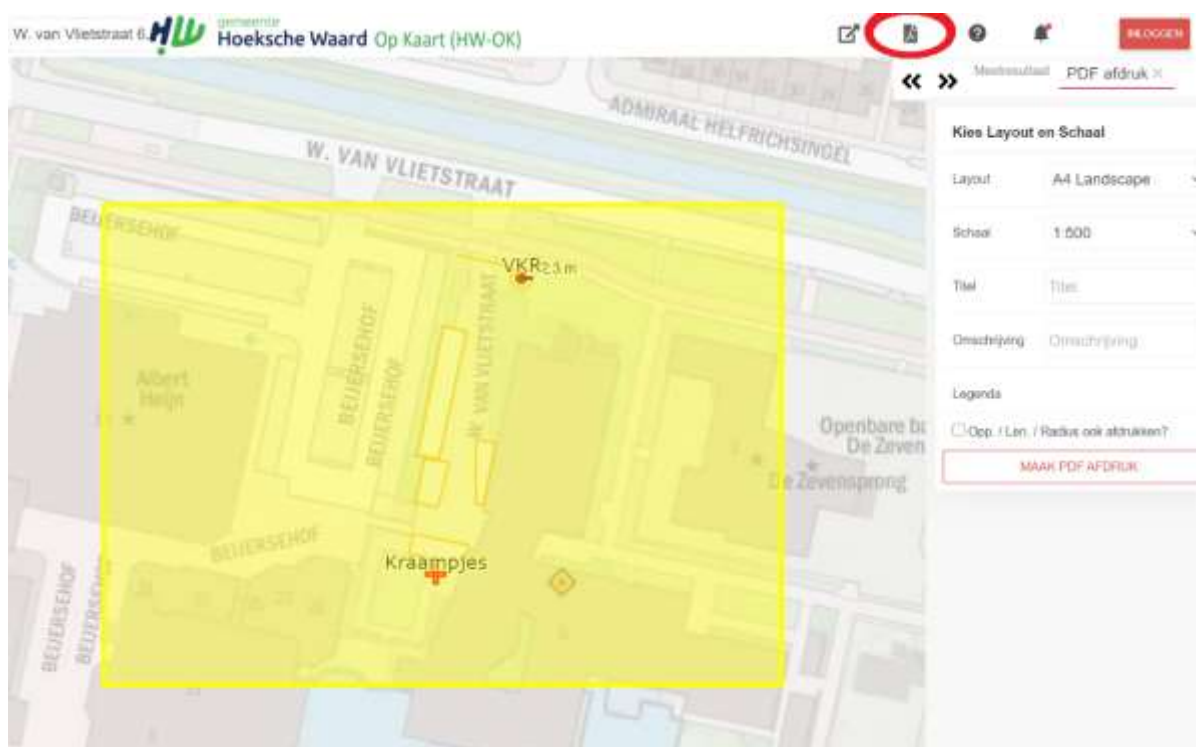 W. van Vlietstraat 6.
gemeente
Hoeksche Waard Op Kaart (HW-OK)
INLOGGEN
Meetresultaat PDF afdruk ×
Kies Layout en Schaal
Layout A4 Landscape
Schaal 1:500
Titel Titel
Omschrijving Omschrijving
Legenda
Opp. / Len. / Radius ook afdrukken?
MAAK PDF AFDRUK
ADMIRAAL HELFRICHSINGEL
W. VAN VLIETSTRAAT
BEIJERSEHOF
VKR 2.3 m
BEIJERSEHOF
BEIJERSEHOF
W. VAN VLIETSTRAAT
Albert
Heijn
Openbare b
De Zeven
De Zevensprong
BEIJERSEHOF
Kraampjes
BEIJERSEHOF
BEIJERSE